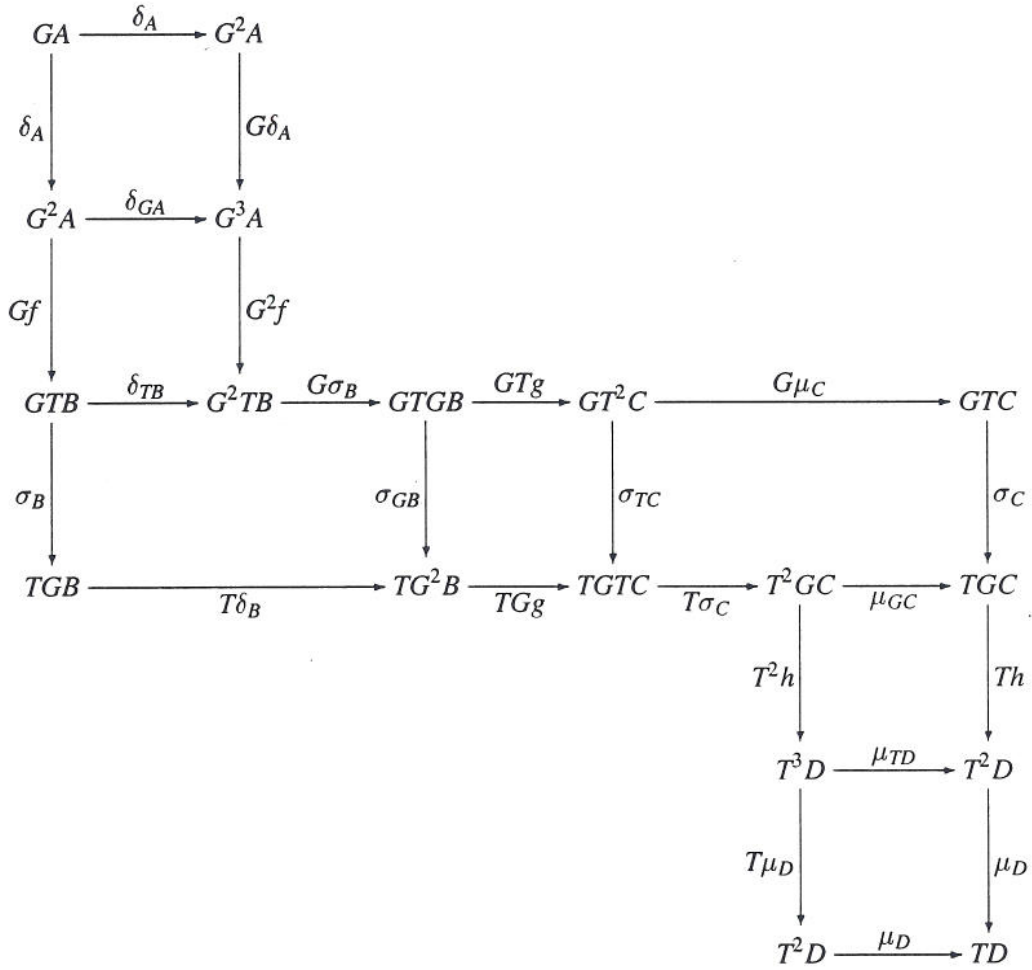 δ_A
GA G²A
δ_A Gδ_A
δ_GA
G²A G³A
Gf G²f
δ_TB Gσ_B GTg Gμ_C
GTB G²TB GTGB GT²C GTC
σ_B σ_GB σ_TC σ_C
TGB TG²B TGTC T²GC TGC
Tδ_B TGg Tσ_C μ_GC
T²h Th
μ_TD
T³D T²D
Tμ_D μ_D
μ_D
T²D TD